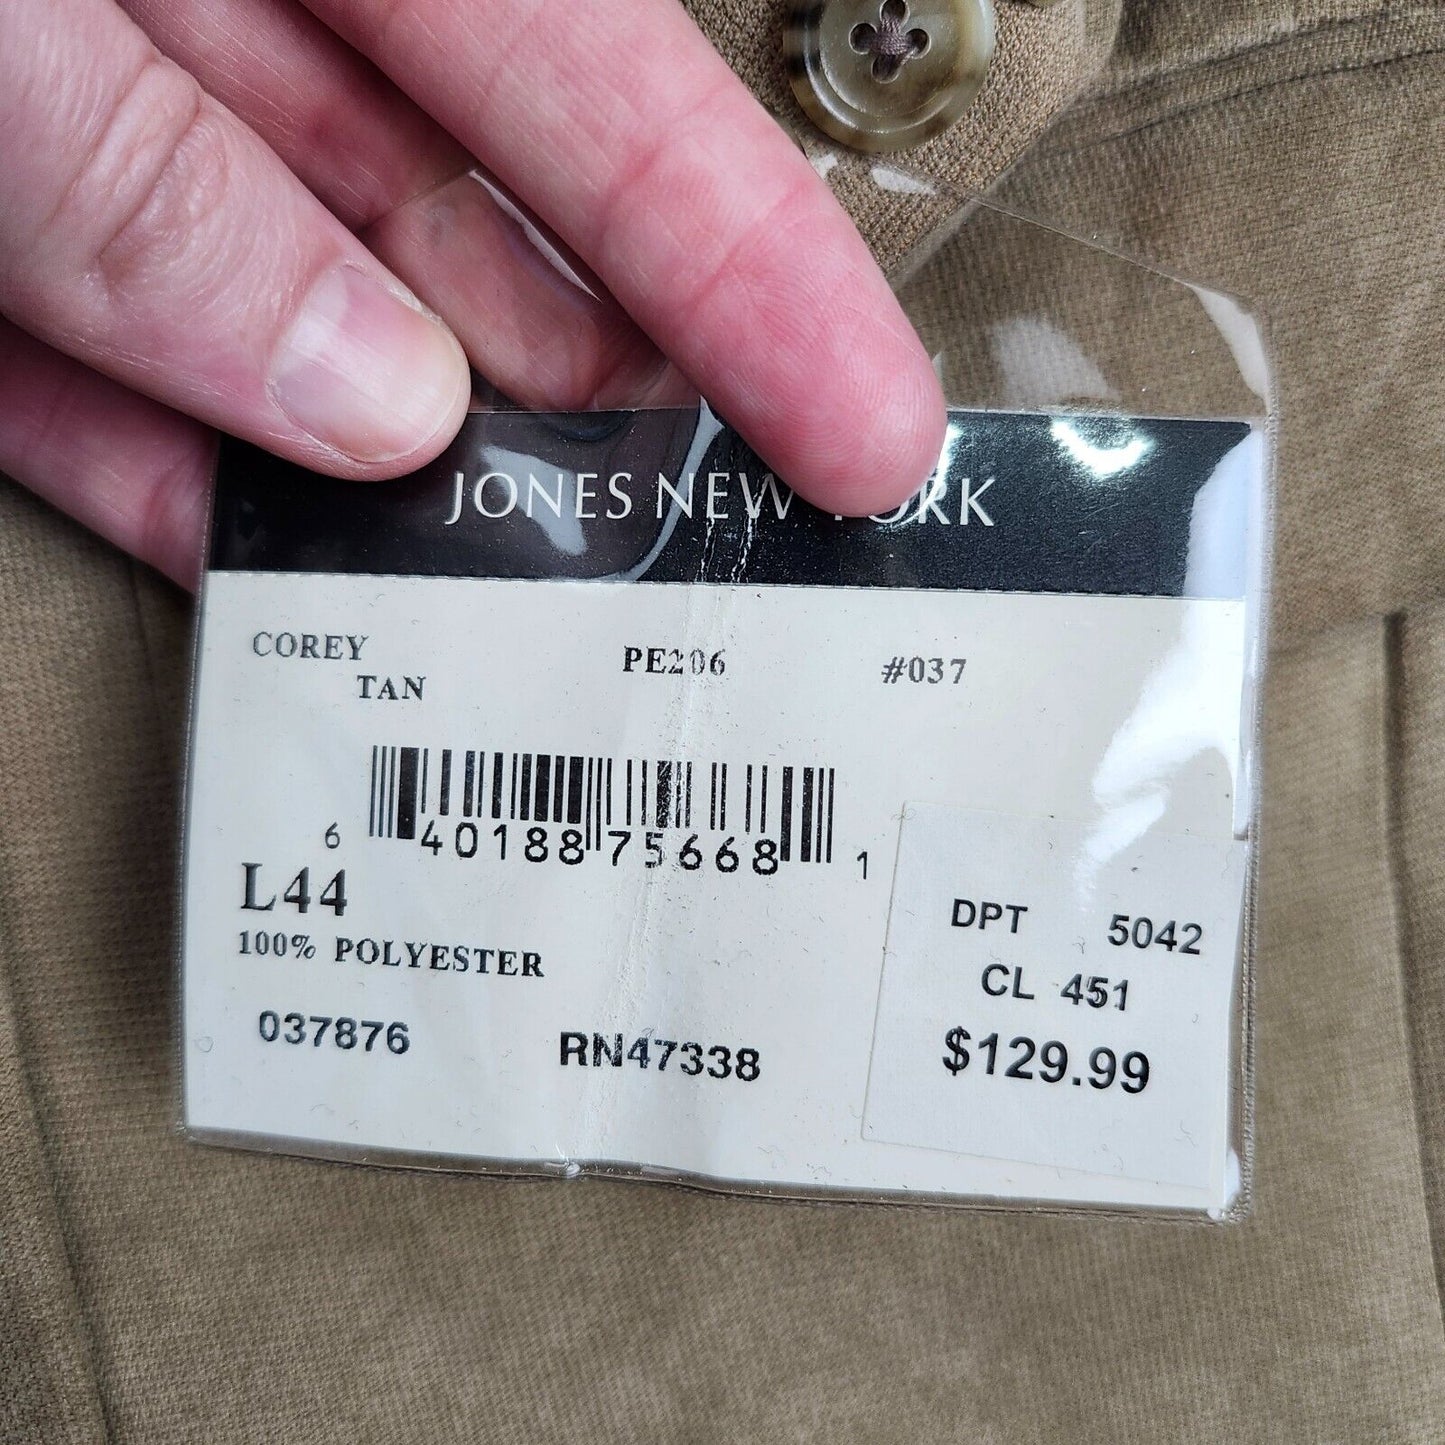 JONES NEW YORK
COREY PE206 #037
TAN
6 40188 75668 1
L44
100% POLYESTER
037876 RN47338
DPT 5042
CL 451
$129.99